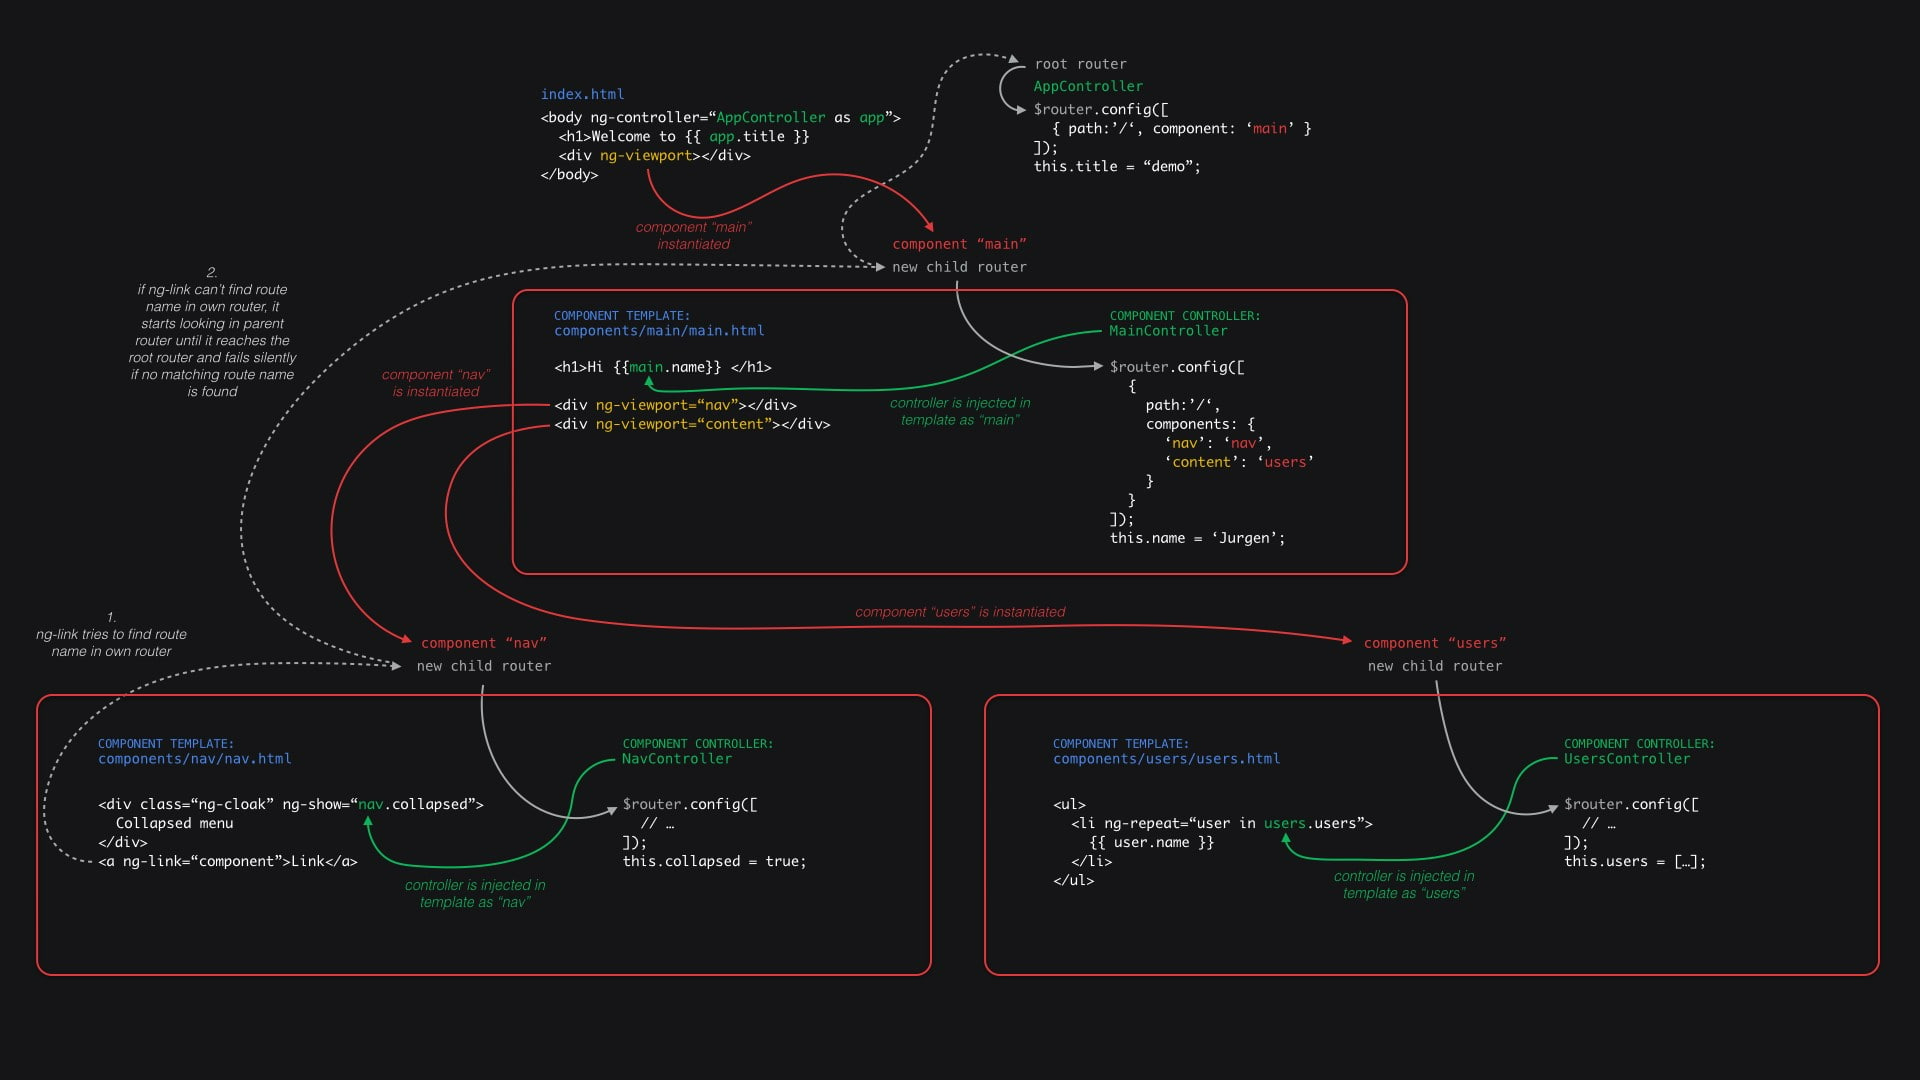 root router
AppController
$router.config([
{ path:’/‘, component: ‘main’ }
]);
this.title = “demo”;
index.html
<body ng-controller=“AppController as app”>
<h1>Welcome to {{ app.title }}
<div ng-viewport></div>
</body>
component “main”
instantiated
component “main”
new child router
2.
if ng-link can’t find route
name in own router, it
starts looking in parent
router until it reaches the
root router and fails silently
if no matching route name
is found
component “nav”
is instantiated
COMPONENT TEMPLATE:
components/main/main.html
<h1>Hi {{main.name}} </h1>
<div ng-viewport=“nav”></div>
<div ng-viewport=“content”></div>
controller is injected in
template as “main”
COMPONENT CONTROLLER:
MainController
$router.config([
{
path:’/‘,
components: {
‘nav’: ‘nav’,
‘content’: ‘users’
}
}
]);
this.name = ‘Jurgen’;
component “users” is instantiated
1.
ng-link tries to find route
name in own router
component “nav”
new child router
COMPONENT TEMPLATE:
components/nav/nav.html
<div class=“ng-cloak” ng-show=“nav.collapsed”>
Collapsed menu
</div>
<a ng-link=“component”>Link</a>
controller is injected in
template as “nav”
COMPONENT CONTROLLER:
NavController
$router.config([
// …
]);
this.collapsed = true;
component “users”
new child router
COMPONENT TEMPLATE:
components/users/users.html
<ul>
<li ng-repeat=“user in users.users”>
{{ user.name }}
</li>
</ul>
controller is injected in
template as “users”
COMPONENT CONTROLLER:
UsersController
$router.config([
// …
]);
this.users = […];